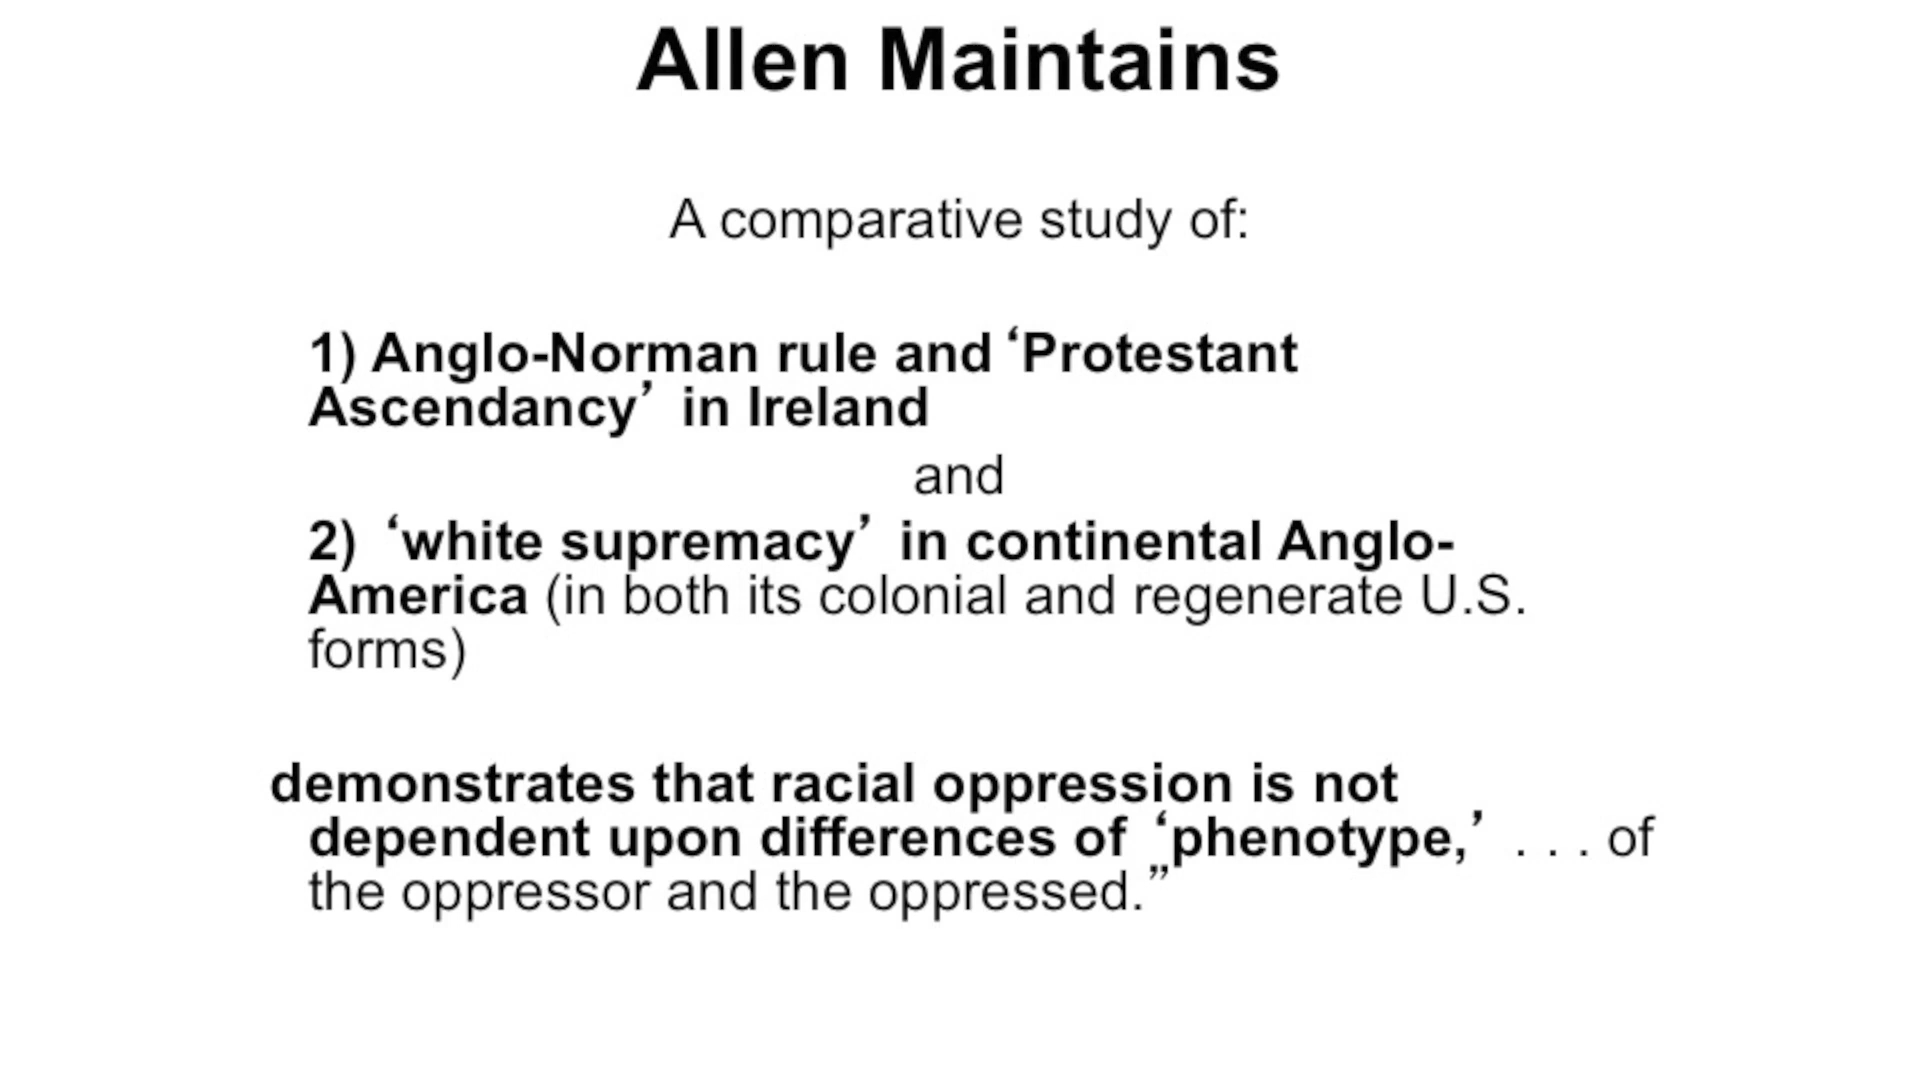 Allen Maintains
A comparative study of:
1) Anglo-Norman rule and ‘Protestant
Ascendancy’ in Ireland
and
2) ‘white supremacy’ in continental Anglo-
America (in both its colonial and regenerate U.S.
forms)
demonstrates that racial oppression is not
dependent upon differences of ‘phenotype,’ . . . of
the oppressor and the oppressed.”